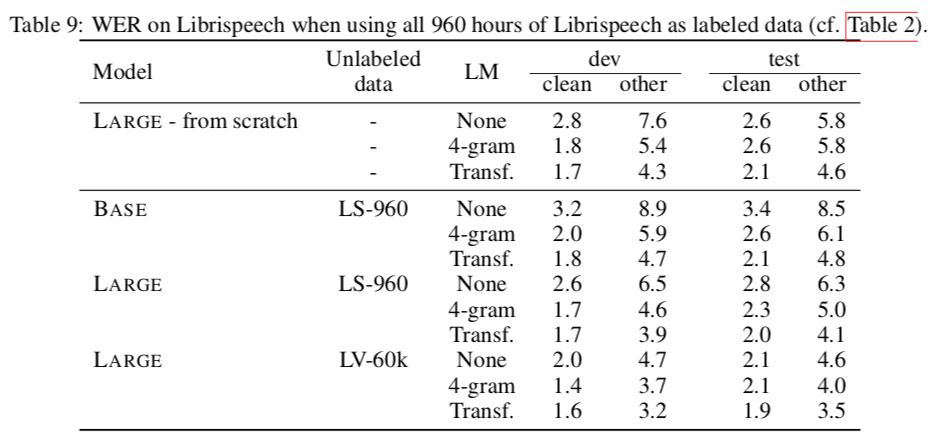 Table 9: WER on Librispeech when using all 960 hours of Librispeech as labeled data (cf. Table 2).
Model Unlabeled data LM dev test
clean other clean other
LARGE - from scratch - None 2.8 7.6 2.6 5.8
- 4-gram 1.8 5.4 2.6 5.8
- Transf. 1.7 4.3 2.1 4.6
BASE LS-960 None 3.2 8.9 3.4 8.5
4-gram 2.0 5.9 2.6 6.1
Transf. 1.8 4.7 2.1 4.8
LARGE LS-960 None 2.6 6.5 2.8 6.3
4-gram 1.7 4.6 2.3 5.0
Transf. 1.7 3.9 2.0 4.1
LARGE LV-60k None 2.0 4.7 2.1 4.6
4-gram 1.4 3.7 2.1 4.0
Transf. 1.6 3.2 1.9 3.5